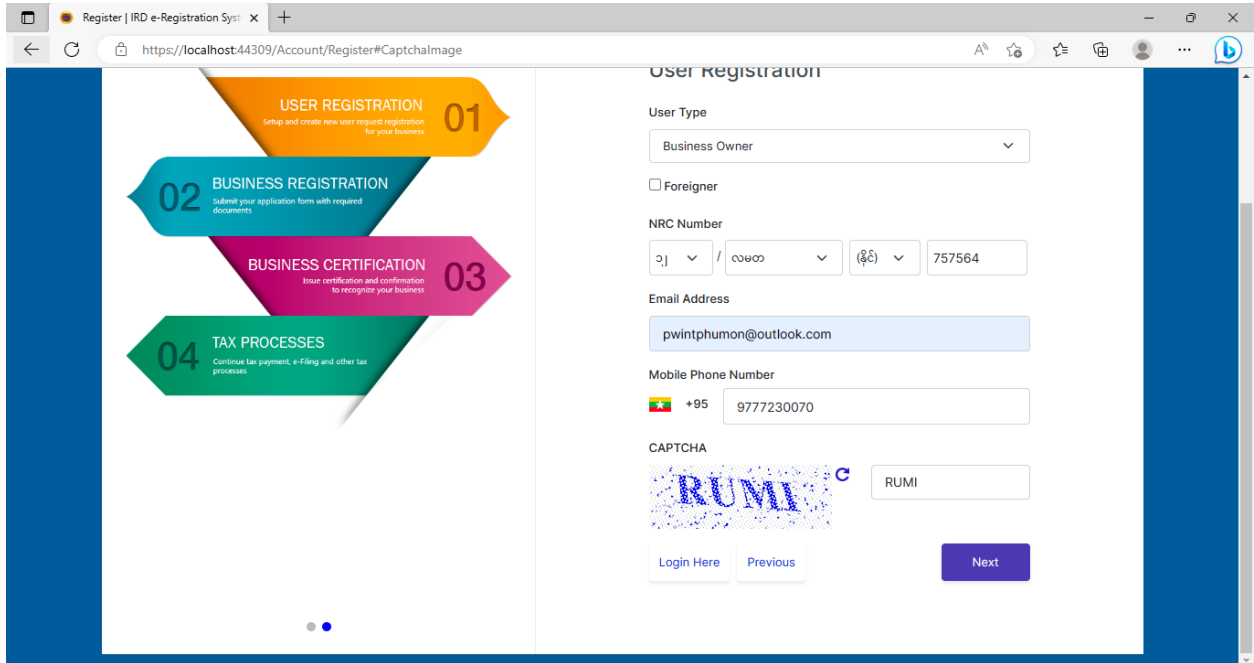 Register | IRD e-Registration Syst
https://localhost:44309/Account/Register#CaptchaImage
USER REGISTRATION
Setup and create new user request registration
for your business
01
02
BUSINESS REGISTRATION
Submit your application form with required
documents
BUSINESS CERTIFICATION
Issue certification and confirmation
to recognize your business
03
04
TAX PROCESSES
Continue tax payment, e-Filing and other tax
processes
User Registration
User Type
Business Owner
Foreigner
NRC Number
၁၂ / လမတ (နိုင်) 757564
Email Address
pwintphumon@outlook.com
Mobile Phone Number
+95 9777230070
CAPTCHA
RUMI RUMI
Login Here Previous Next